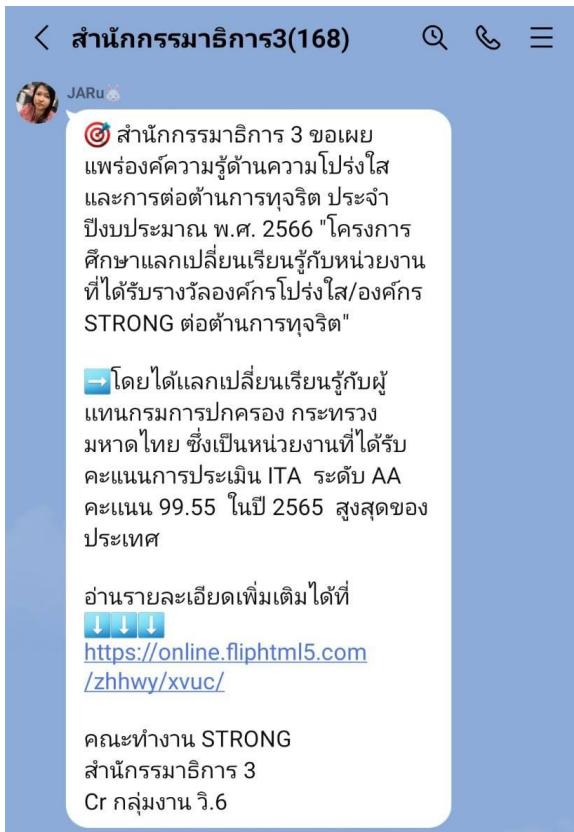 สำนักกรรมาธิการ3(168)
JARu🐰
🎯 สำนักกรรมาธิการ 3 ขอเผย
แพร่องค์ความรู้ด้านความโปร่งใส
และการต่อต้านการทุจริต ประจำ
ปีงบประมาณ พ.ศ. 2566 "โครงการ
ศึกษาแลกเปลี่ยนเรียนรู้กับหน่วยงาน
ที่ได้รับรางวัลองค์กรโปร่งใส/องค์กร
STRONG ต่อต้านการทุจริต"
➡️โดยได้แลกเปลี่ยนเรียนรู้กับผู้
แทนกรมการปกครอง กระทรวง
มหาดไทย ซึ่งเป็นหน่วยงานที่ได้รับ
คะแนนการประเมิน ITA ระดับ AA
คะแนน 99.55 ในปี 2565 สูงสุดของ
ประเทศ
อ่านรายละเอียดเพิ่มเติมได้ที่
⬇️⬇️⬇️
https://online.fliphtml5.com
/zhhwy/xvuc/
คณะทำงาน STRONG
สำนักรรมาธิการ 3
Cr กลุ่มงาน วิ.6